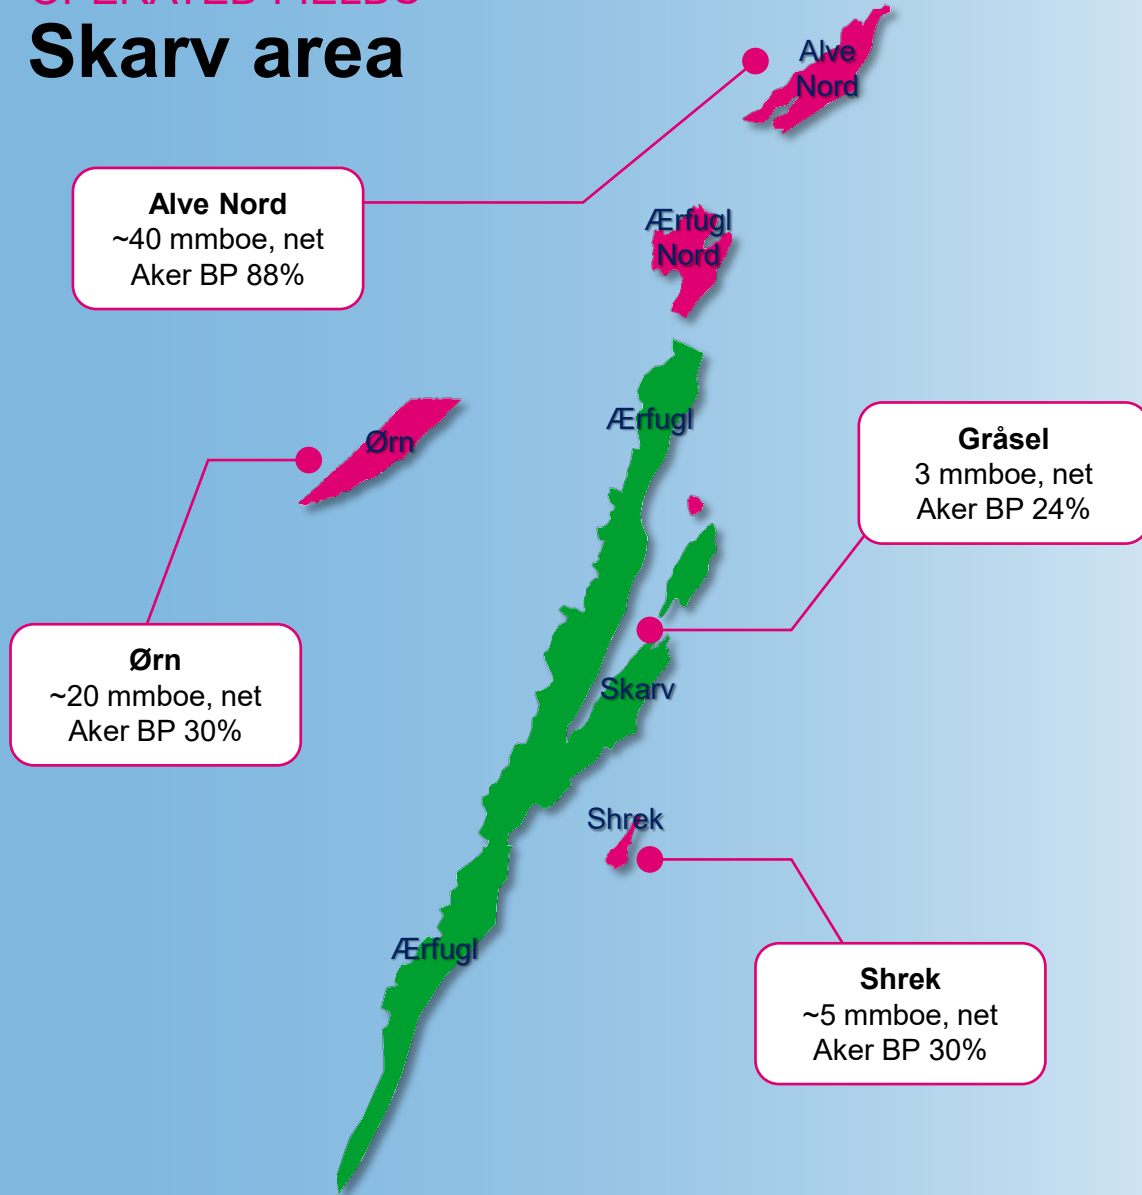 OPERATED FIELDS
Skarv area
Alve
Nord
Alve Nord
~40 mmboe, net
Aker BP 88%
Ærfugl
Nord
Ærfugl
Ørn
Gråsel
3 mmboe, net
Aker BP 24%
Ørn
~20 mmboe, net
Aker BP 30%
Skarv
Shrek
Ærfugl
Shrek
~5 mmboe, net
Aker BP 30%